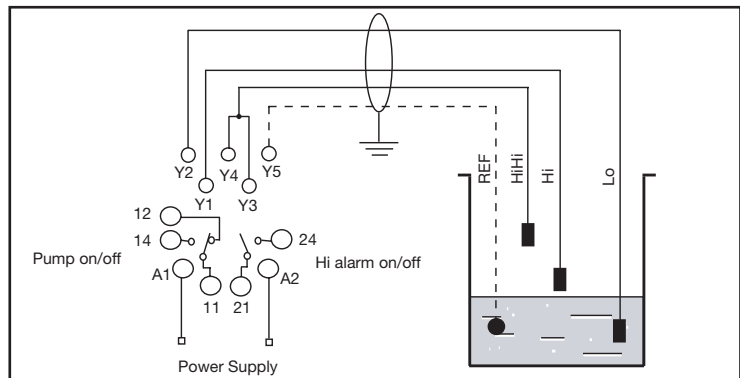 Y2
Y4
Y5
Y1
Y3
REF
HiHi
Hi
Lo
12
14
24
Pump on/off
Hi alarm on/off
A1
A2
11
21
Power Supply